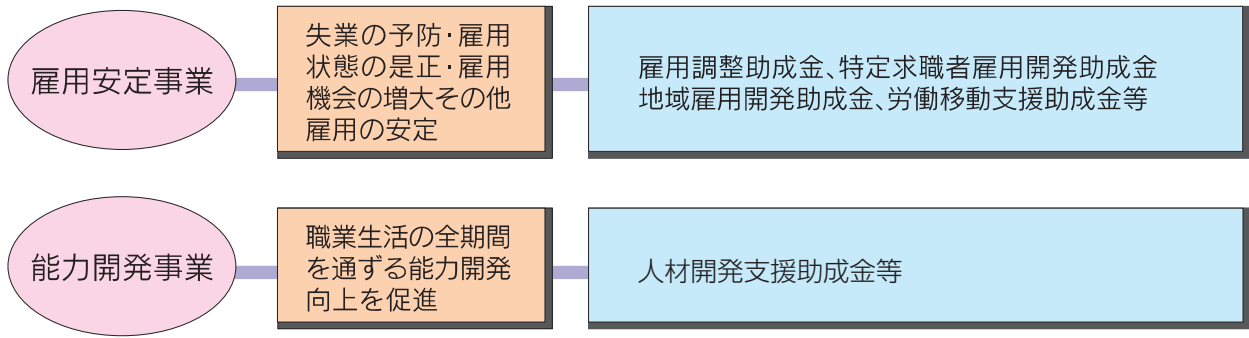 雇用安定事業
失業の予防・雇用
状態の是正・雇用
機会の増大その他
雇用の安定
雇用調整助成金、特定求職者雇用開発助成金
地域雇用開発助成金、労働移動支援助成金等
能力開発事業
職業生活の全期間
を通ずる能力開発
向上を促進
人材開発支援助成金等